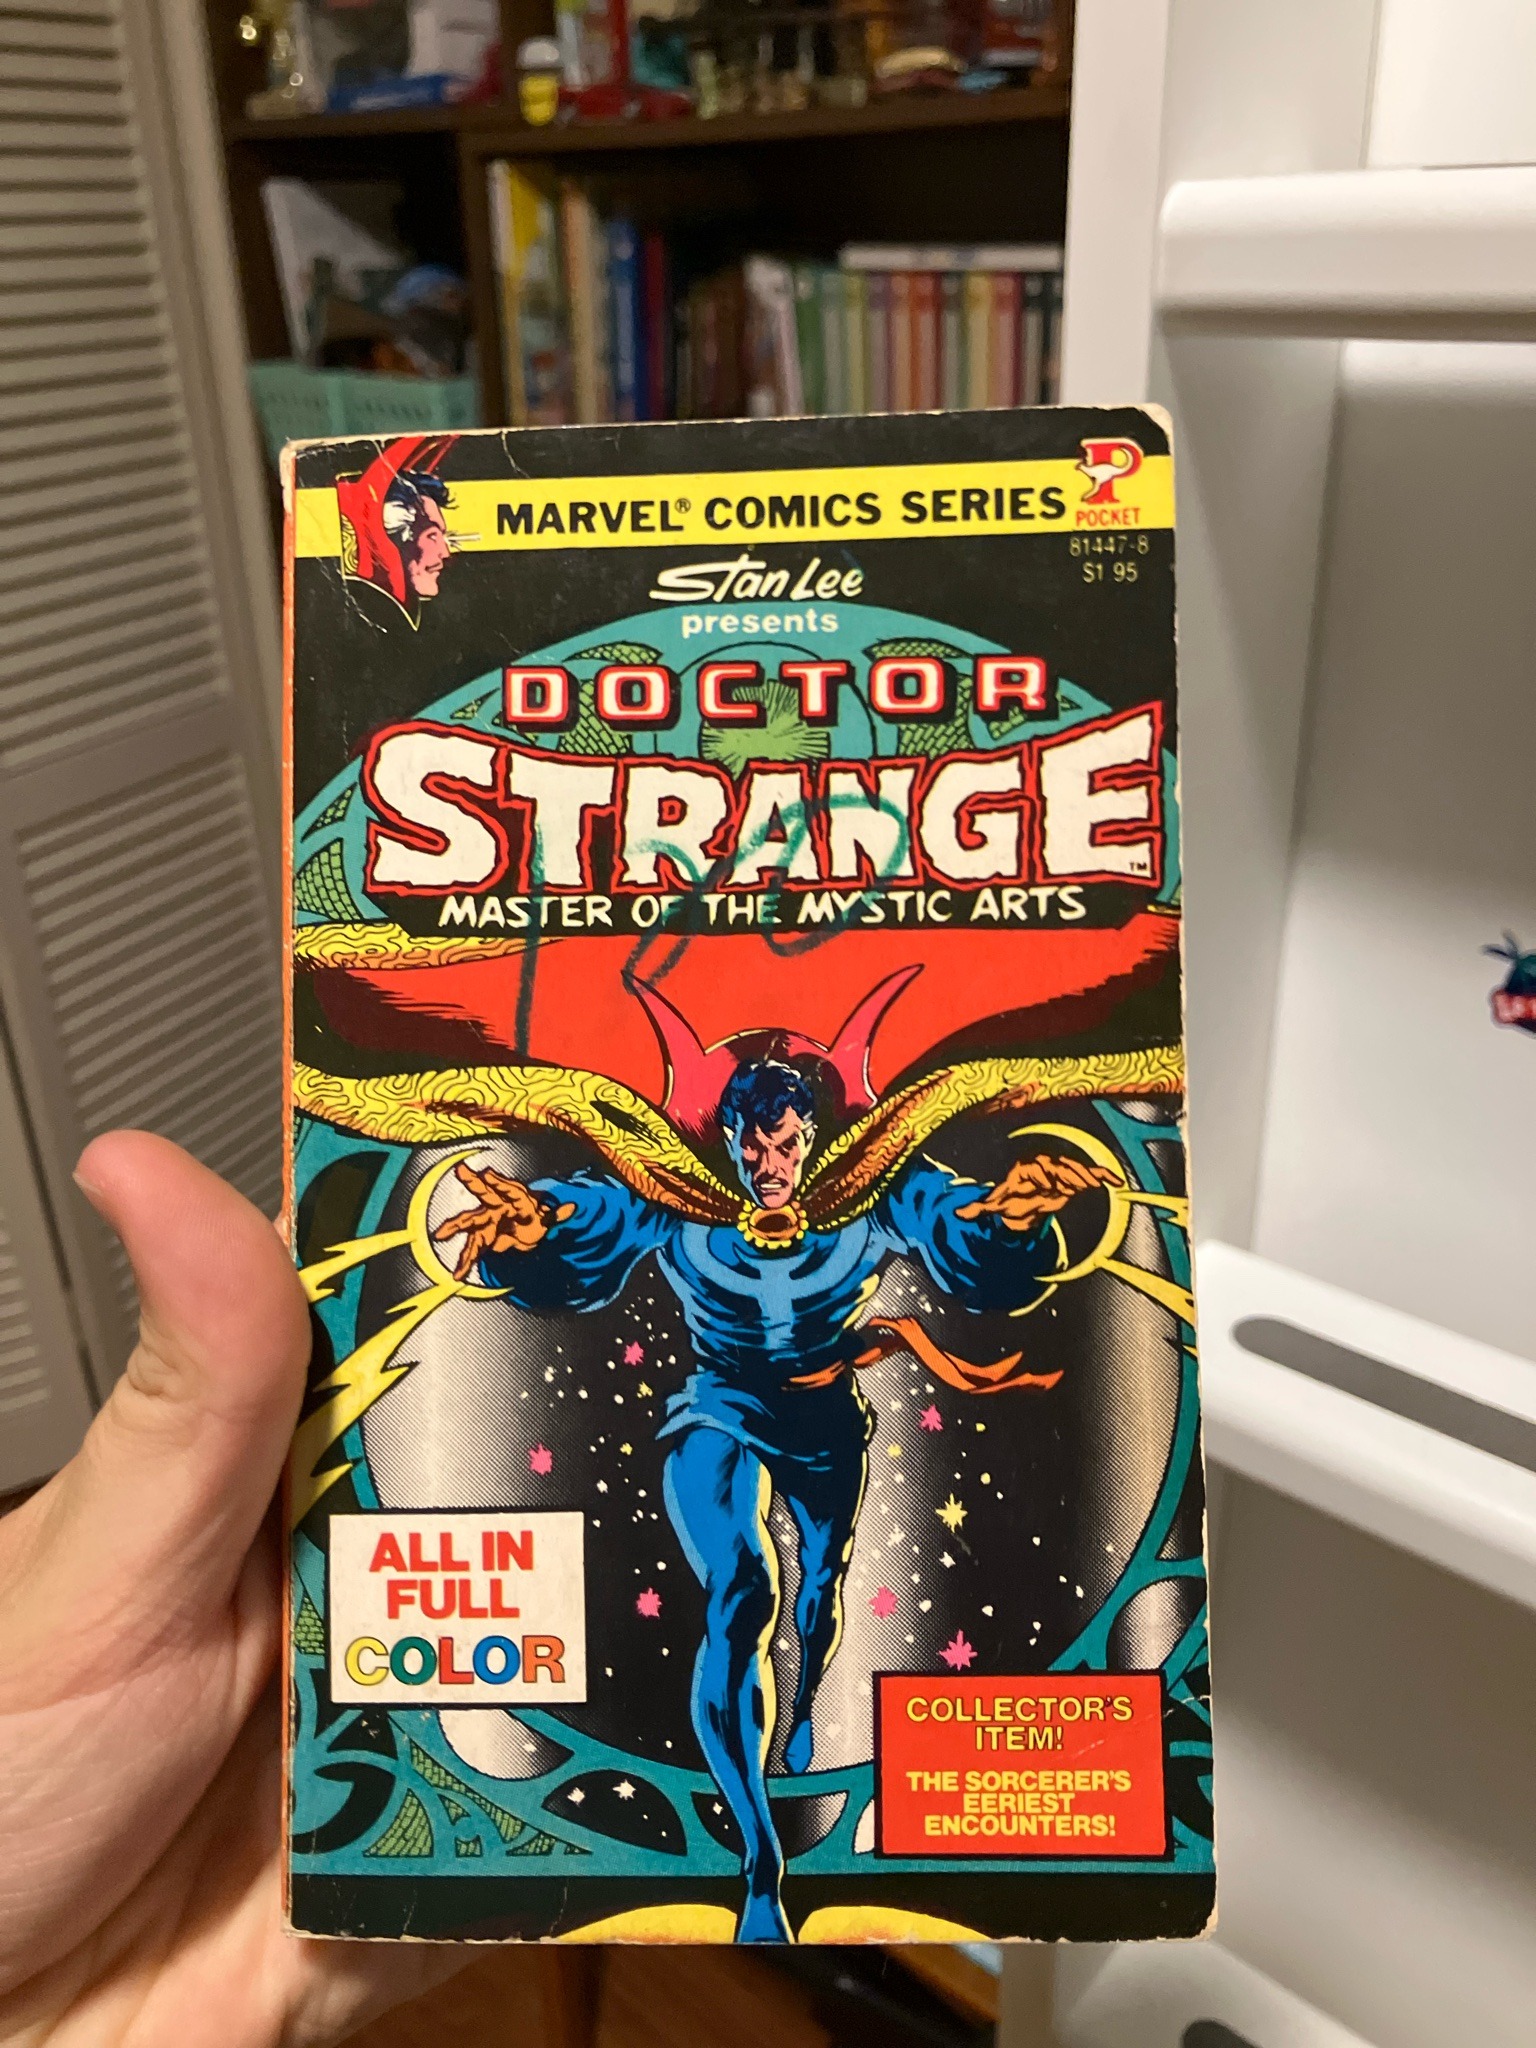 MARVEL® COMICS SERIES
P
POCKET
81447-8
$1 95
Stan Lee
presents
DOCTOR
STRANGE™
MASTER OF THE MYSTIC ARTS
ALL IN
FULL
COLOR
COLLECTOR'S
ITEM!
THE SORCERER'S
EERIEST
ENCOUNTERS!